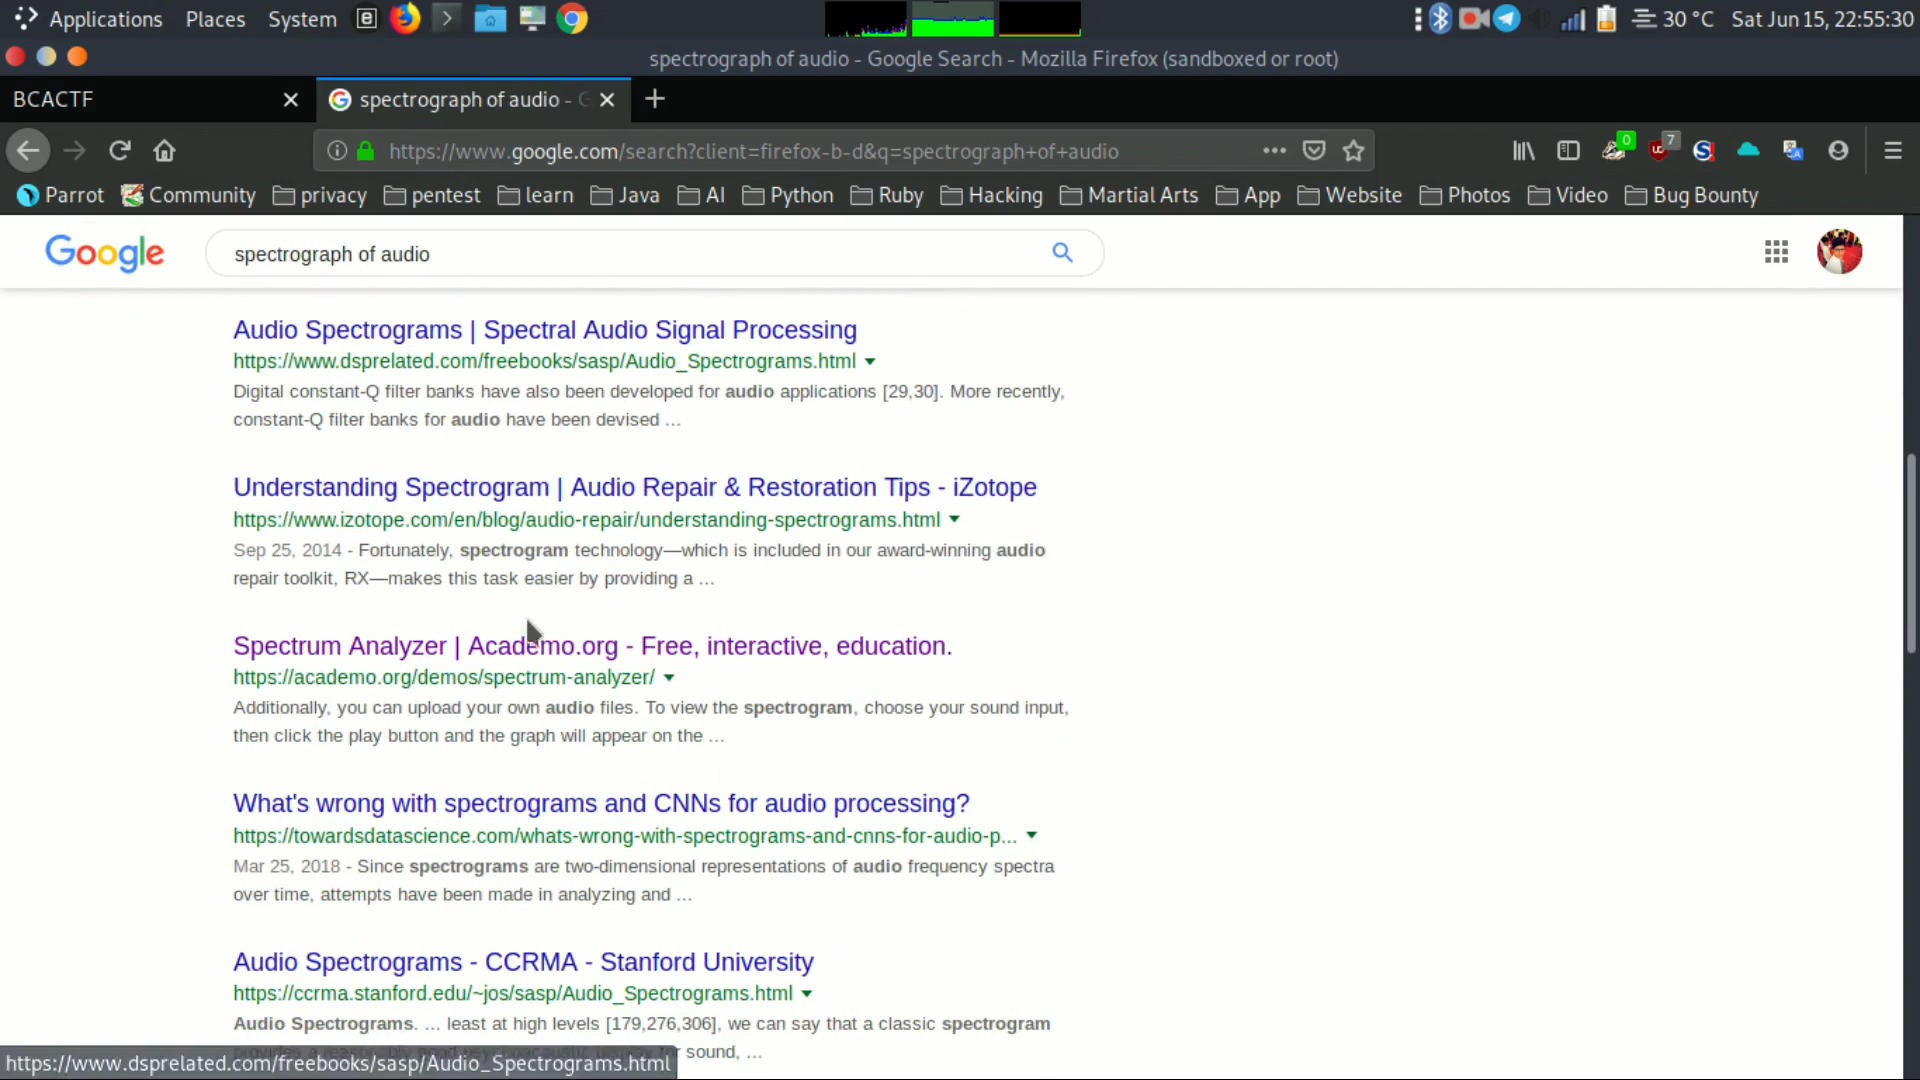 Applications Places System 30 °C Sat Jun 15, 22:55:30
spectrograph of audio - Google Search - Mozilla Firefox (sandboxed or root)
BCACTF
spectrograph of audio - G
https://www.google.com/search?client=firefox-b-d&q=spectrograph+of+audio
0
7
Parrot Community privacy pentest learn Java AI Python Ruby Hacking Martial Arts App Website Photos Video Bug Bounty
Google
spectrograph of audio
Audio Spectrograms | Spectral Audio Signal Processing
https://www.dsprelated.com/freebooks/sasp/Audio_Spectrograms.html
Digital constant-Q filter banks have also been developed for audio applications [29,30]. More recently,
constant-Q filter banks for audio have been devised ...
Understanding Spectrogram | Audio Repair & Restoration Tips - iZotope
https://www.izotope.com/en/blog/audio-repair/understanding-spectrograms.html
Sep 25, 2014 - Fortunately, spectrogram technology—which is included in our award-winning audio
repair toolkit, RX—makes this task easier by providing a ...
Spectrum Analyzer | Academo.org - Free, interactive, education.
https://academo.org/demos/spectrum-analyzer/
Additionally, you can upload your own audio files. To view the spectrogram, choose your sound input,
then click the play button and the graph will appear on the ...
What's wrong with spectrograms and CNNs for audio processing?
https://towardsdatascience.com/whats-wrong-with-spectrograms-and-cnns-for-audio-p...
Mar 25, 2018 - Since spectrograms are two-dimensional representations of audio frequency spectra
over time, attempts have been made in analyzing and ...
Audio Spectrograms - CCRMA - Stanford University
https://ccrma.stanford.edu/~jos/sasp/Audio_Spectrograms.html
Audio Spectrograms. ... least at high levels [179,276,306], we can say that a classic spectrogram
sound, ...
https://www.dsprelated.com/freebooks/sasp/Audio_Spectrograms.html